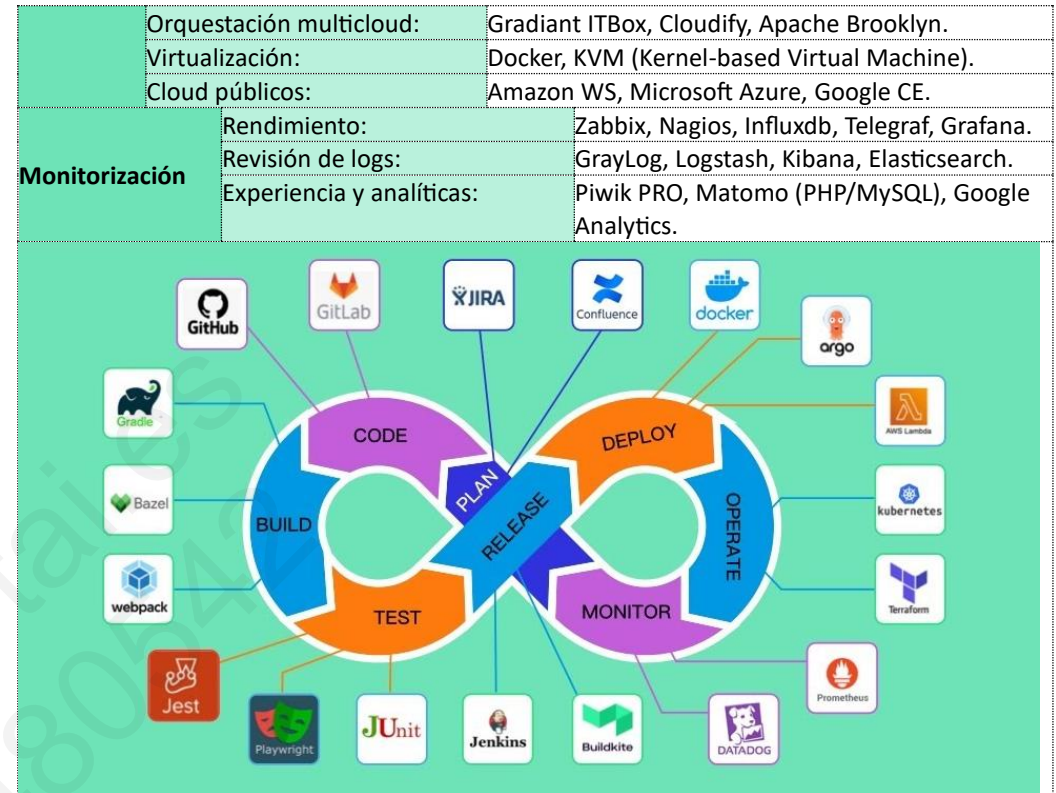 Orquestación multicloud: Gradiant ITBox, Cloudify, Apache Brooklyn.
Virtualización: Docker, KVM (Kernel-based Virtual Machine).
Cloud públicos: Amazon WS, Microsoft Azure, Google CE.
Monitorización
Rendimiento: Zabbix, Nagios, Influxdb, Telegraf, Grafana.
Revisión de logs: GrayLog, Logstash, Kibana, Elasticsearch.
Experiencia y analíticas: Piwik PRO, Matomo (PHP/MySQL), Google
Analytics.
GitHub
GitLab
JIRA
Confluence
docker
argo
Gradle
AWS Lambda
CODE
DEPLOY
PLAN
Bazel
BUILD
RELEASE
OPERATE
kubernetes
webpack
TEST
MONITOR
Terraform
Jest
Playwright
JUnit
Jenkins
Buildkite
DATADOG
Prometheus